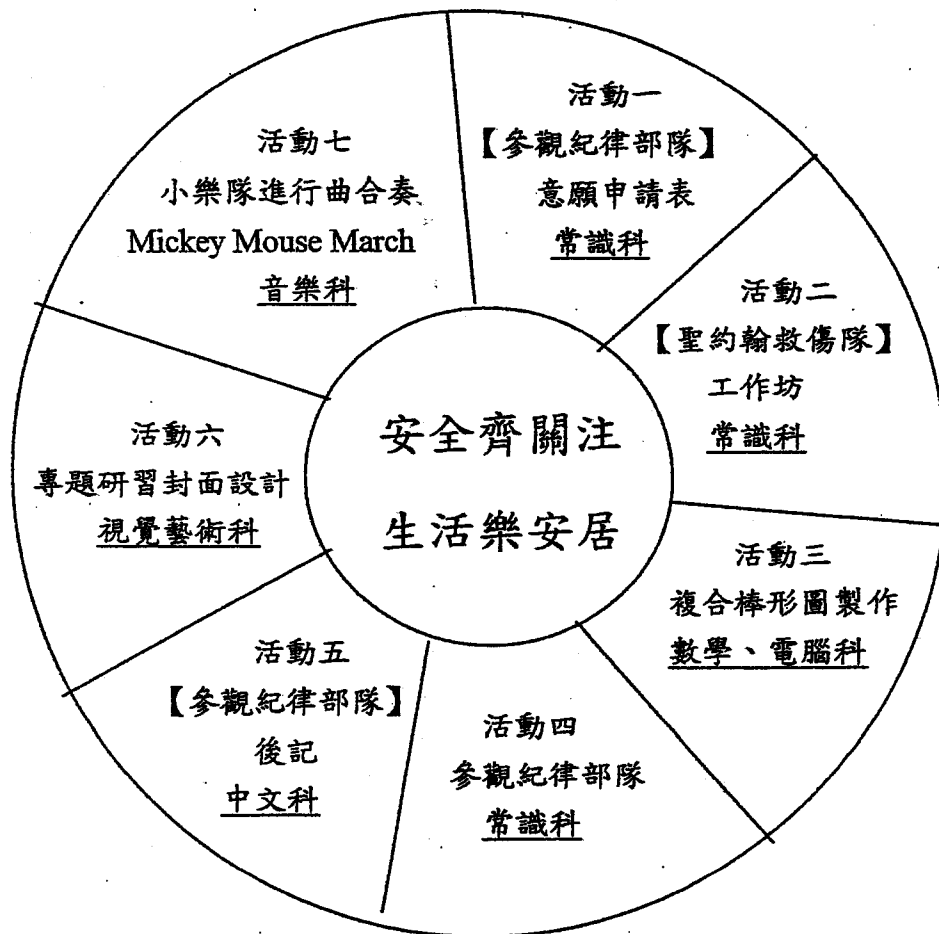 安全齊關注
生活樂安居
活動一
【參觀紀律部隊】
意願申請表
常識科
活動二
【聖約翰救傷隊】
工作坊
常識科
活動三
複合棒形圖製作
數學、電腦科
活動四
參觀紀律部隊
常識科
活動五
【參觀紀律部隊】
後記
中文科
活動六
專題研習封面設計
視覺藝術科
活動七
小樂隊進行曲合奏
Mickey Mouse March
音樂科